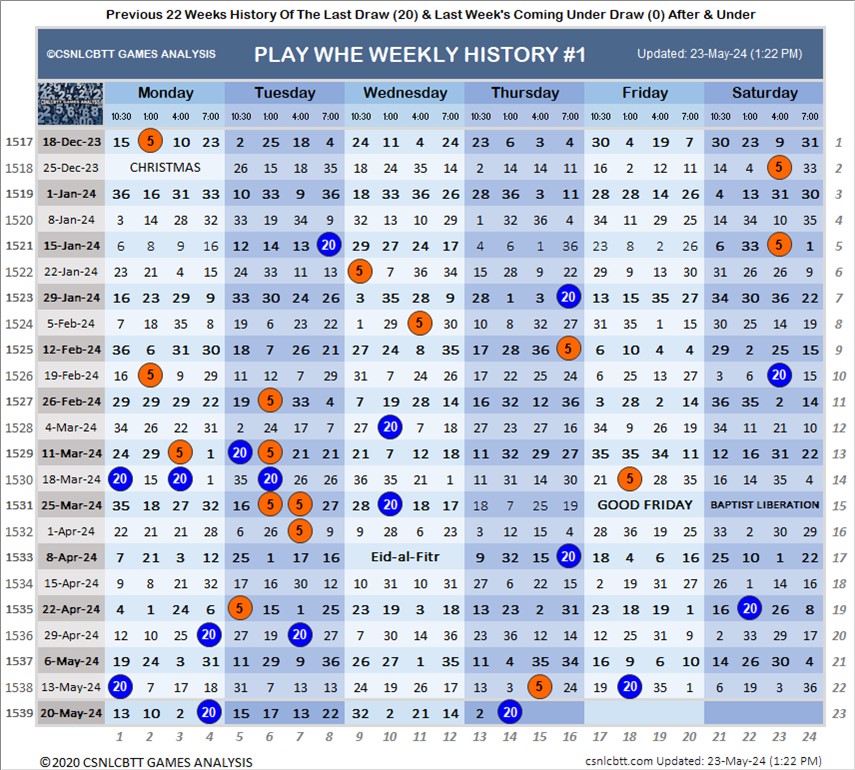 Previous 22 Weeks History Of The Last Draw (20) & Last Week's Coming Under Draw (0) After & Under
©CSNLCBTT GAMES ANALYSIS PLAY WHE WEEKLY HISTORY #1 Updated: 23-May-24 (1:22 PM)
Monday Tuesday Wednesday Thursday Friday Saturday
10:30 1:00 4:00 7:00 10:30 1:00 4:00 7:00 10:30 1:00 4:00 7:00 10:30 1:00 4:00 7:00 10:30 1:00 4:00 7:00 10:30 1:00 4:00 7:00
1517 18-Dec-23 15 5 10 23 2 25 18 4 24 11 4 24 23 6 3 4 30 4 19 7 30 23 9 31 1
1518 25-Dec-23 CHRISTMAS 26 15 18 35 18 24 35 14 2 14 14 11 16 2 12 11 14 4 5 33 2
1519 1-Jan-24 36 16 31 33 10 33 9 36 18 33 36 26 28 36 3 11 28 11 14 26 4 13 31 30 3
1520 8-Jan-24 3 14 28 32 33 19 34 9 32 13 10 29 1 32 36 4 34 29 28 25 14 34 10 35 4
1521 15-Jan-24 6 8 9 16 12 14 13 20 29 27 24 17 4 6 1 36 23 8 2 26 6 33 5 1 5
1522 22-Jan-24 23 21 4 15 24 33 11 13 5 7 36 34 15 28 9 22 29 9 13 30 31 26 26 9 6
1523 29-Jan-24 16 23 29 9 33 30 24 26 3 35 28 9 28 1 3 20 13 15 35 27 34 30 36 22 7
1524 5-Feb-24 7 18 35 8 19 6 23 22 1 29 5 30 10 8 32 27 31 35 1 15 30 25 14 19 8
1525 12-Feb-24 36 6 31 30 18 7 26 21 27 24 8 35 17 28 36 5 6 10 4 4 29 2 25 15 9
1526 19-Feb-24 16 5 9 29 11 12 7 29 31 7 24 26 17 22 25 24 6 25 13 27 3 6 20 15 10
1527 26-Feb-24 29 29 29 22 19 5 33 4 7 19 28 14 16 32 12 36 3 28 2 14 36 35 2 14 11
1528 4-Mar-24 34 26 22 31 2 24 17 7 27 20 7 18 27 23 27 16 34 9 26 19 34 11 21 10 12
1529 11-Mar-24 24 29 5 1 20 5 21 21 21 7 12 18 11 32 29 27 35 35 34 11 12 16 31 22 13
1530 18-Mar-24 20 15 20 1 35 20 26 26 36 35 21 1 11 31 14 30 21 5 28 8 16 14 35 4 14
1531 25-Mar-24 35 18 27 32 16 5 5 27 28 20 18 17 18 7 25 19 GOOD FRIDAY BAPTIST LIBERATION 15
1532 1-Apr-24 22 21 21 28 6 26 5 9 9 28 6 23 3 12 15 4 28 36 19 25 33 2 30 29 16
1533 8-Apr-24 7 21 3 12 25 1 17 16 Eid-al-Fitr 9 32 15 20 18 4 6 16 25 10 1 22 17
1534 15-Apr-24 9 8 21 32 17 16 30 12 10 31 10 31 27 6 22 15 2 19 31 27 26 1 14 16 18
1535 22-Apr-24 4 1 24 6 5 15 1 25 23 19 3 18 13 23 2 31 23 18 19 1 16 20 26 8 19
1536 29-Apr-24 12 10 25 20 27 19 20 27 7 30 14 36 23 36 12 14 12 25 31 9 2 33 29 17 20
1537 6-May-24 19 24 3 31 11 29 9 36 26 27 1 35 11 4 35 34 16 9 6 10 14 26 30 4 21
1538 13-May-24 20 7 17 18 31 7 13 13 24 19 26 17 13 3 5 24 19 20 35 1 6 19 3 36 22
1539 20-May-24 13 10 2 20 15 17 13 22 32 2 21 14 2 20 23
1 2 3 4 5 6 7 8 9 10 11 12 13 14 15 16 17 18 19 20 21 22 23 24
©2020 CSNLCBTT GAMES ANALYSIS csnlcbtt.com Updated: 23-May-24 (1:22 PM)